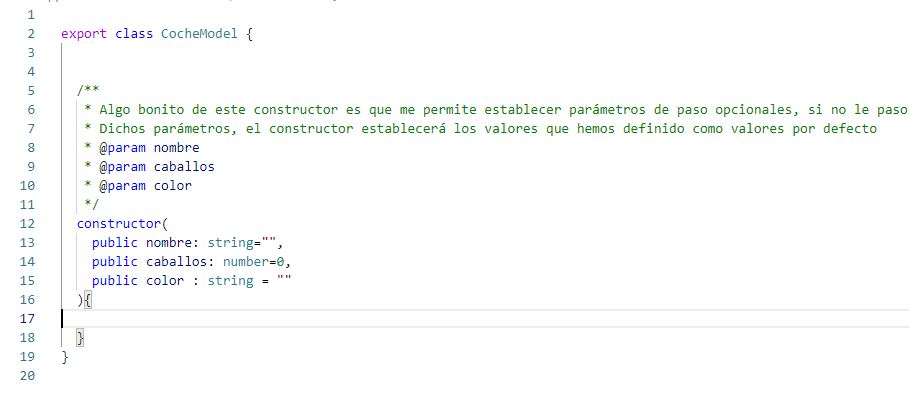 1
2 export class CocheModel {
3
4
5 /**
6 * Algo bonito de este constructor es que me permite establecer parámetros de paso opcionales, si no le paso
7 * Dichos parámetros, el constructor establecerá los valores que hemos definido como valores por defecto
8 * @param nombre
9 * @param caballos
10 * @param color
11 */
12 constructor(
13 public nombre: string="",
14 public caballos: number=0,
15 public color : string = ""
16 ){
17
18 }
19 }
20